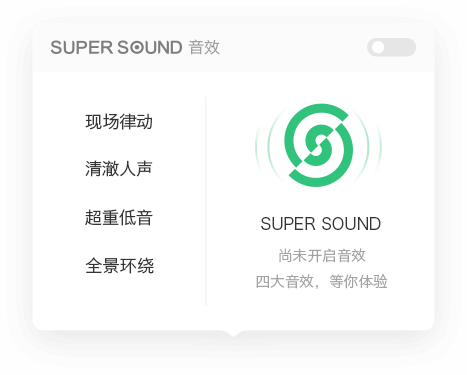 SUPER SOUND 音效
现场律动
清澈人声
超重低音
全景环绕
SUPER SOUND
尚未开启音效
四大音效，等你体验